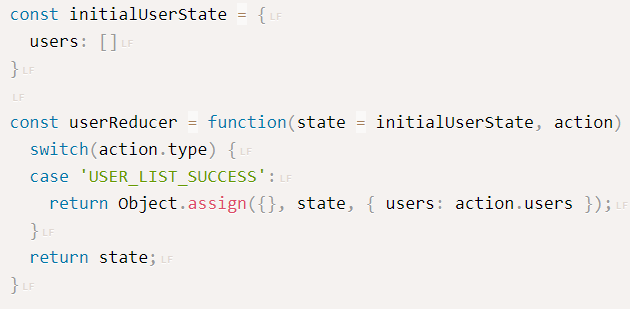 const initialUserState = {
  users: []
}

const userReducer = function(state = initialUserState, action)
  switch(action.type) {
  case 'USER_LIST_SUCCESS':
    return Object.assign({}, state, { users: action.users });
  }
  return state;
}